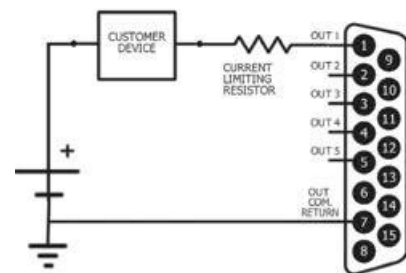 CUSTOMER
DEVICE
CURRENT
LIMITING
RESISTOR
OUT 1
OUT 2
OUT 3
OUT 4
OUT 5
OUT
COM.
RETURN
+
1
2
3
4
5
6
7
8
9
10
11
12
13
14
15